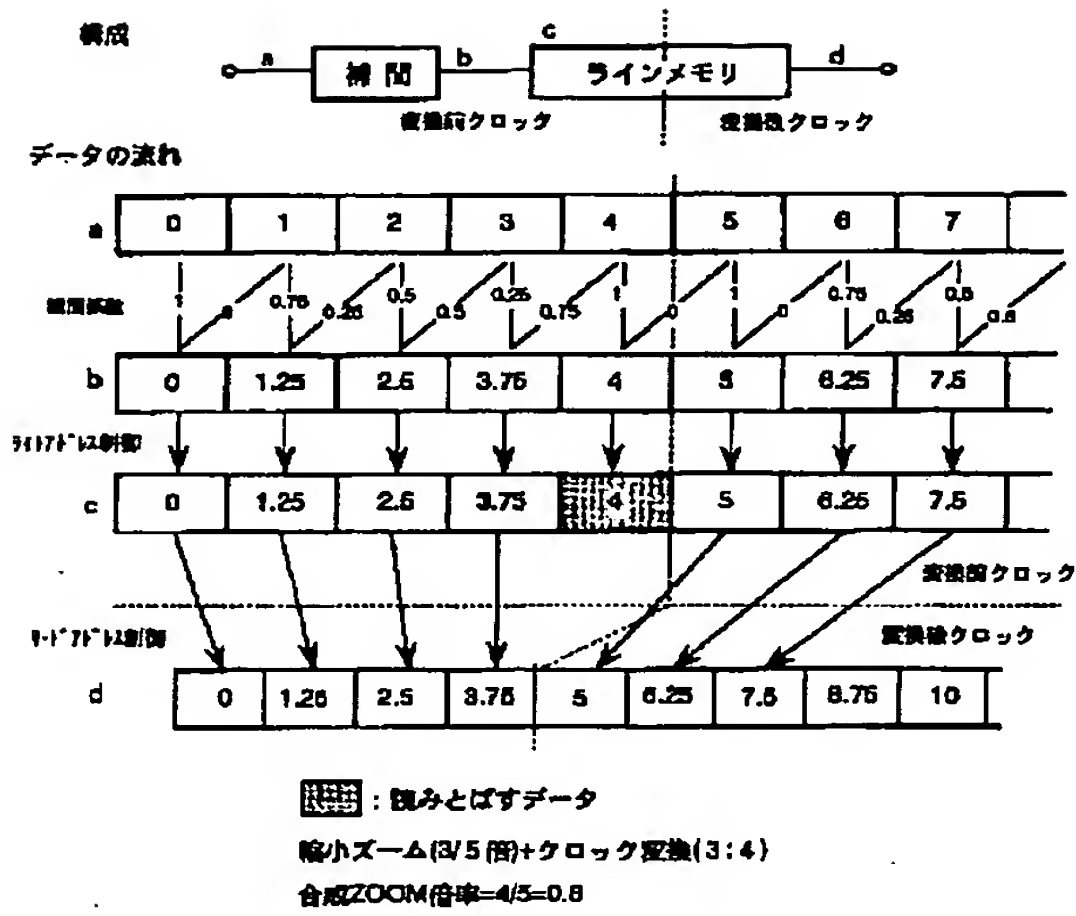 構成
a
補間
b
c
ラインメモリ
d
変換前クロック
変換後クロック
データの流れ
a 0 1 2 3 4 5 6 7
補間係数 1 0 0.75 0.25 0.5 0.5 0.25 0.75 1 0 1 0 0.75 0.25 0.5 0.5
b 0 1.25 2.5 3.75 4 5 6.25 7.5
ライトアドレス制御
c 0 1.25 2.5 3.75 4 5 6.25 7.5
変換前クロック
リードアドレス制御
変換後クロック
d 0 1.25 2.5 3.75 5 6.25 7.5 8.75 10
:読みとばすデータ
縮小ズーム(3/5倍)+クロック変換(3:4)
合成ZOOM倍率=4/5=0.8